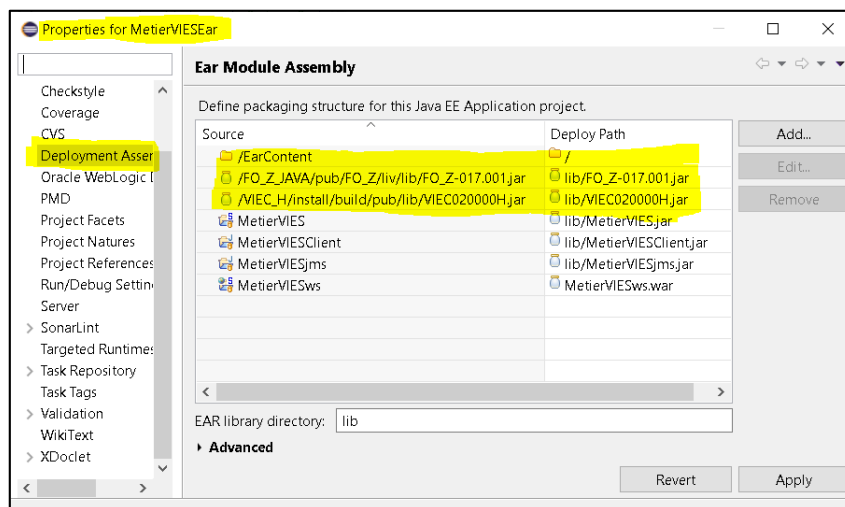 Properties for MetierVIESEar
Ear Module Assembly
Checkstyle
Coverage
CVS
Deployment Asser
Oracle WebLogic
PMD
Project Facets
Project Natures
Project References
Run/Debug Settin
Server
SonarLint
Targeted Runtimes
Task Repository
Task Tags
Validation
WikiText
XDoclet
Define packaging structure for this Java EE Application project.
Source Deploy Path
/EarContent /
/FO_Z_JAVA/pub/FO_Z/liv/lib/FO_Z-017.001.jar lib/FO_Z-017.001.jar
/VIEC_H/install/build/pub/lib/VIEC020000H.jar lib/VIEC020000H.jar
MetierVIES lib/MetierVIES.jar
MetierVIESClient lib/MetierVIESClient.jar
MetierVIESjms lib/MetierVIESjms.jar
MetierVIESws MetierVIESws.war
Add...
Edit...
Remove
EAR library directory: lib
Advanced
Revert Apply